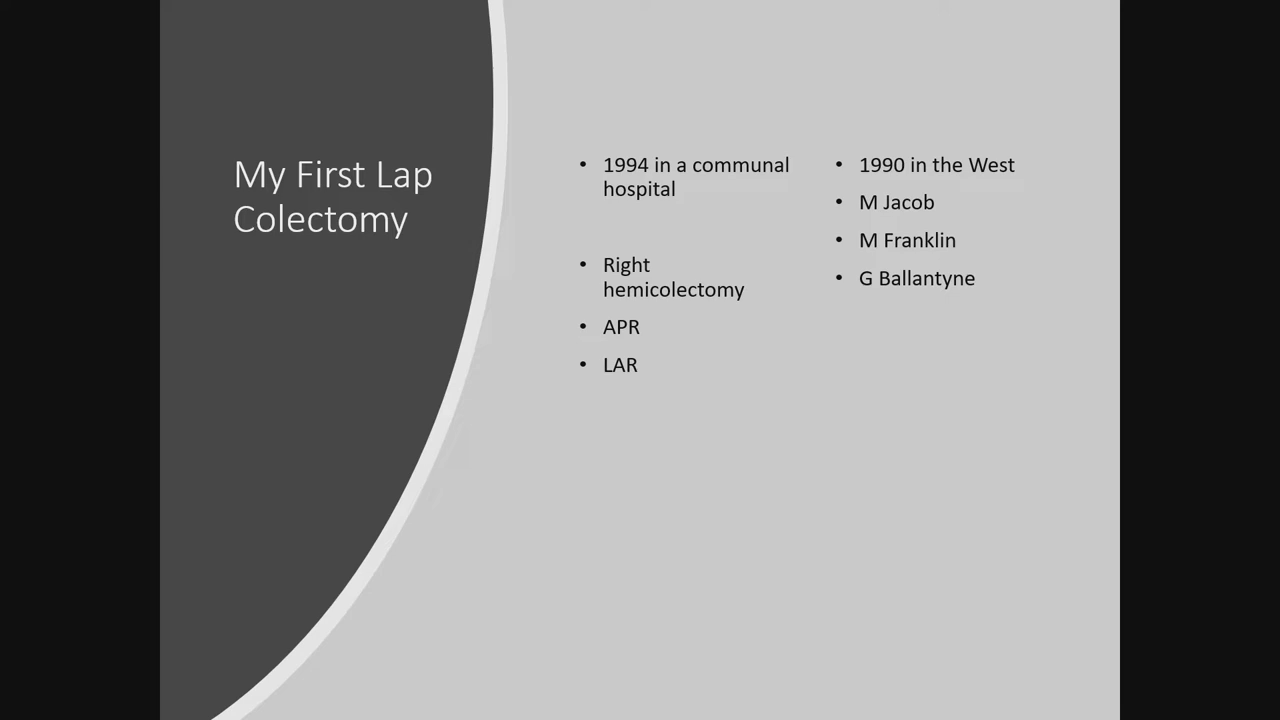 My First Lap
Colectomy
• 1994 in a communal
hospital
• Right
hemicolectomy
• APR
• LAR
• 1990 in the West
• M Jacob
• M Franklin
• G Ballantyne